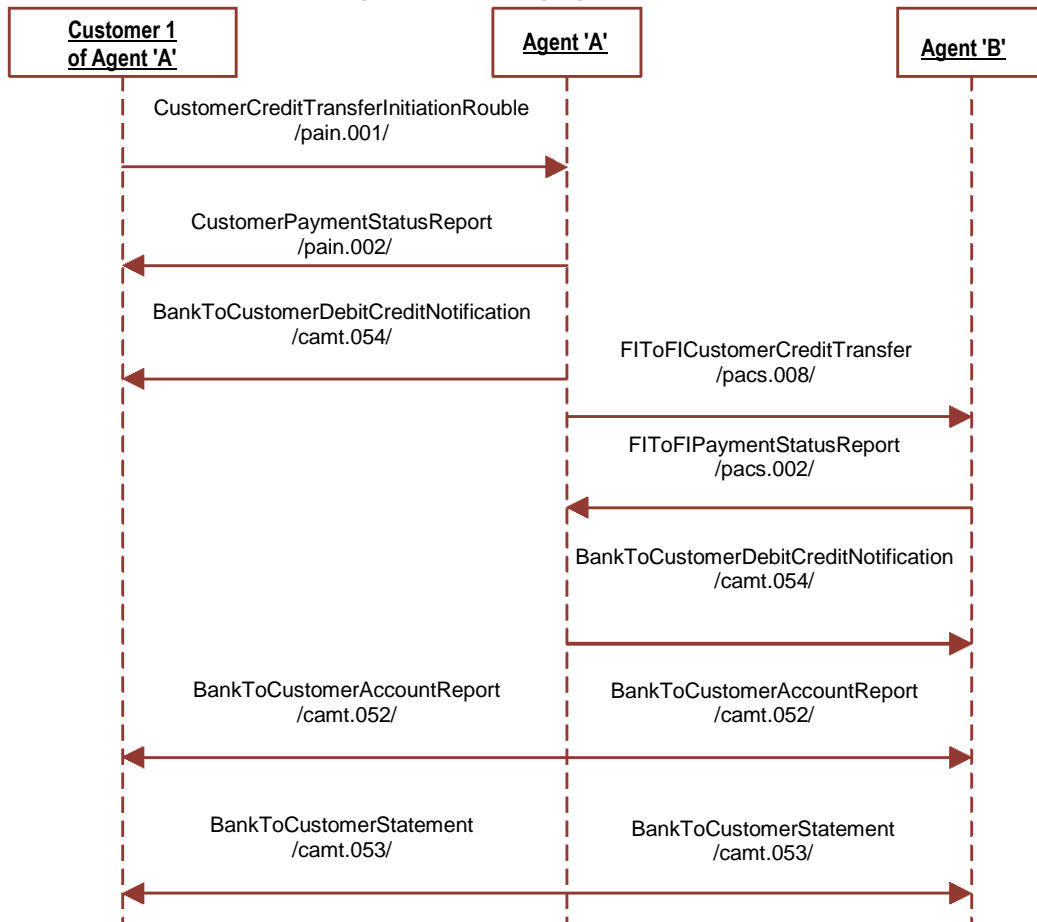 Customer 1
of Agent 'A'
Agent 'A'
Agent 'B'
CustomerCreditTransferInitiationRouble
/pain.001/
CustomerPaymentStatusReport
/pain.002/
BankToCustomerDebitCreditNotification
/camt.054/
FIToFICustomerCreditTransfer
/pacs.008/
FIToFIPaymentStatusReport
/pacs.002/
BankToCustomerDebitCreditNotification
/camt.054/
BankToCustomerAccountReport
/camt.052/
BankToCustomerAccountReport
/camt.052/
BankToCustomerStatement
/camt.053/
BankToCustomerStatement
/camt.053/